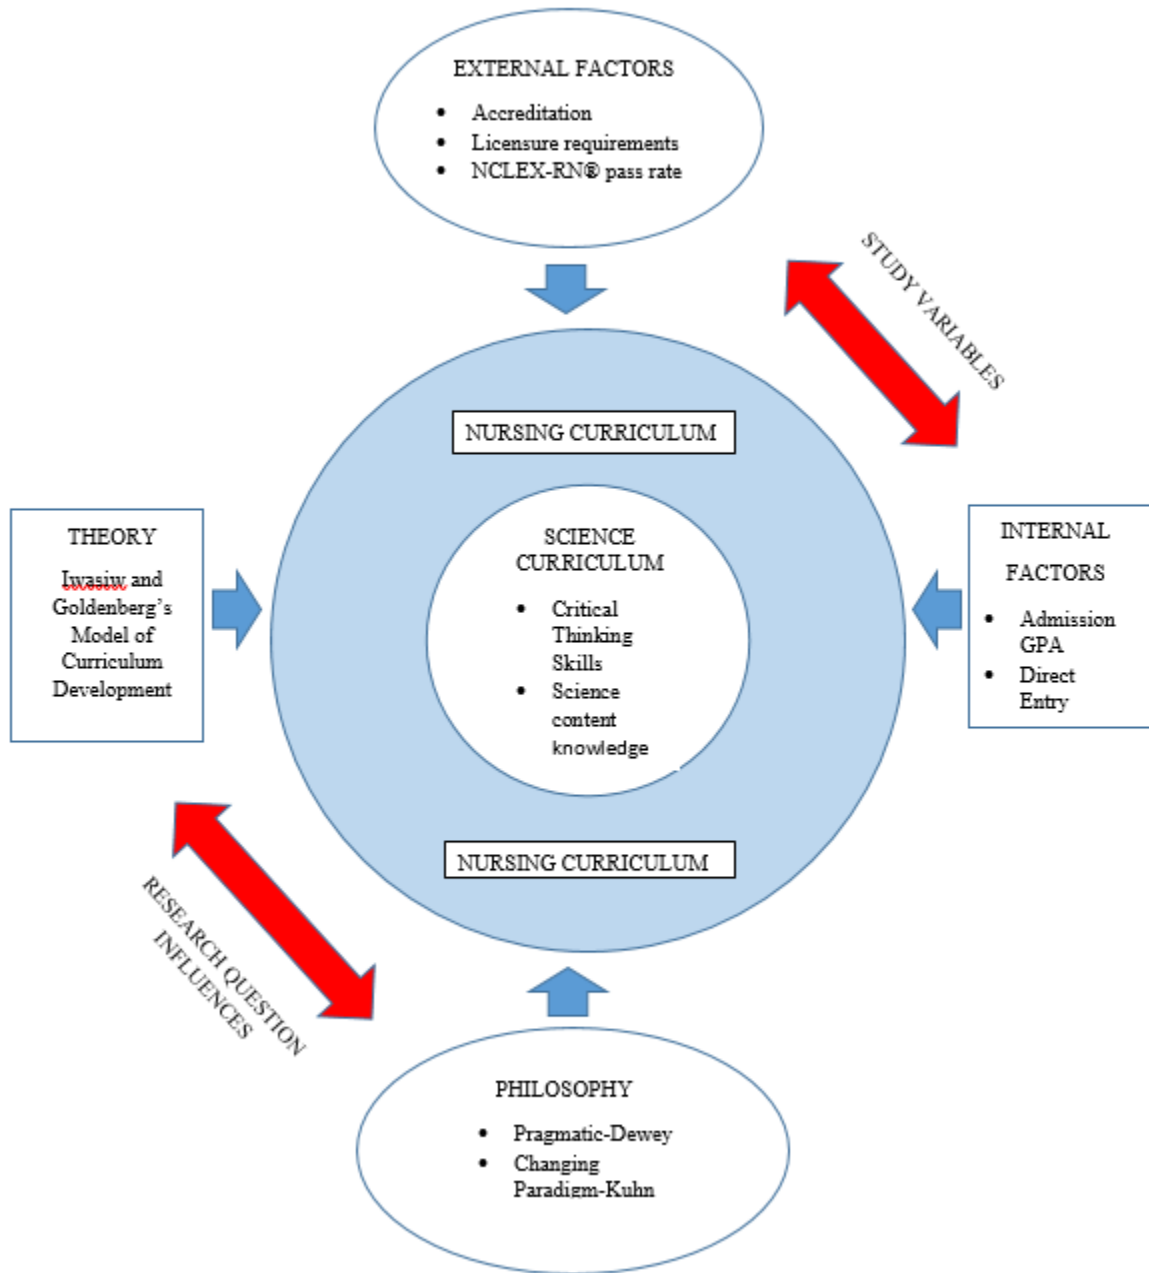 EXTERNAL FACTORS
• Accreditation
• Licensure requirements
• NCLEX-RN® pass rate
STUDY VARIABLES
NURSING CURRICULUM
THEORY
Iwasiw and
Goldenberg’s
Model of
Curriculum
Development
SCIENCE
CURRICULUM
• Critical
Thinking
Skills
• Science
content
knowledge
INTERNAL
FACTORS
• Admission
GPA
• Direct
Entry
NURSING CURRICULUM
RESEARCH QUESTION
INFLUENCES
PHILOSOPHY
• Pragmatic-Dewey
• Changing
Paradigm-Kuhn